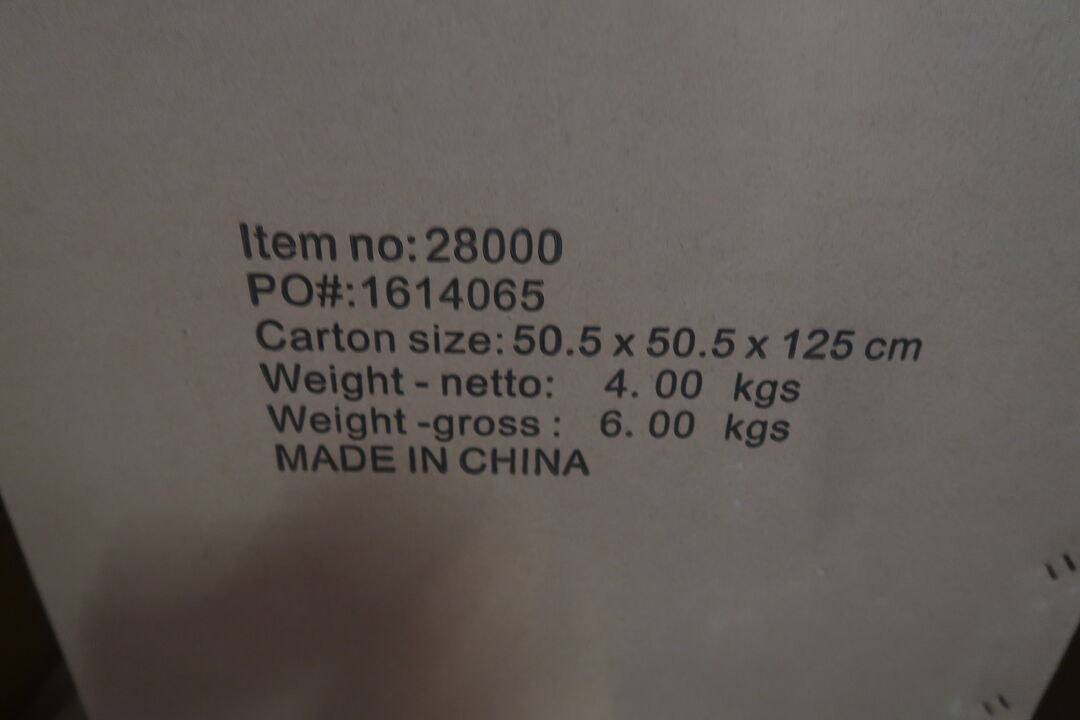 Item no:28000
PO#:1614065
Carton size: 50.5 x 50.5 x 125 cm
Weight - netto: 4. 00 kgs
Weight -gross : 6. 00 kgs
MADE IN CHINA